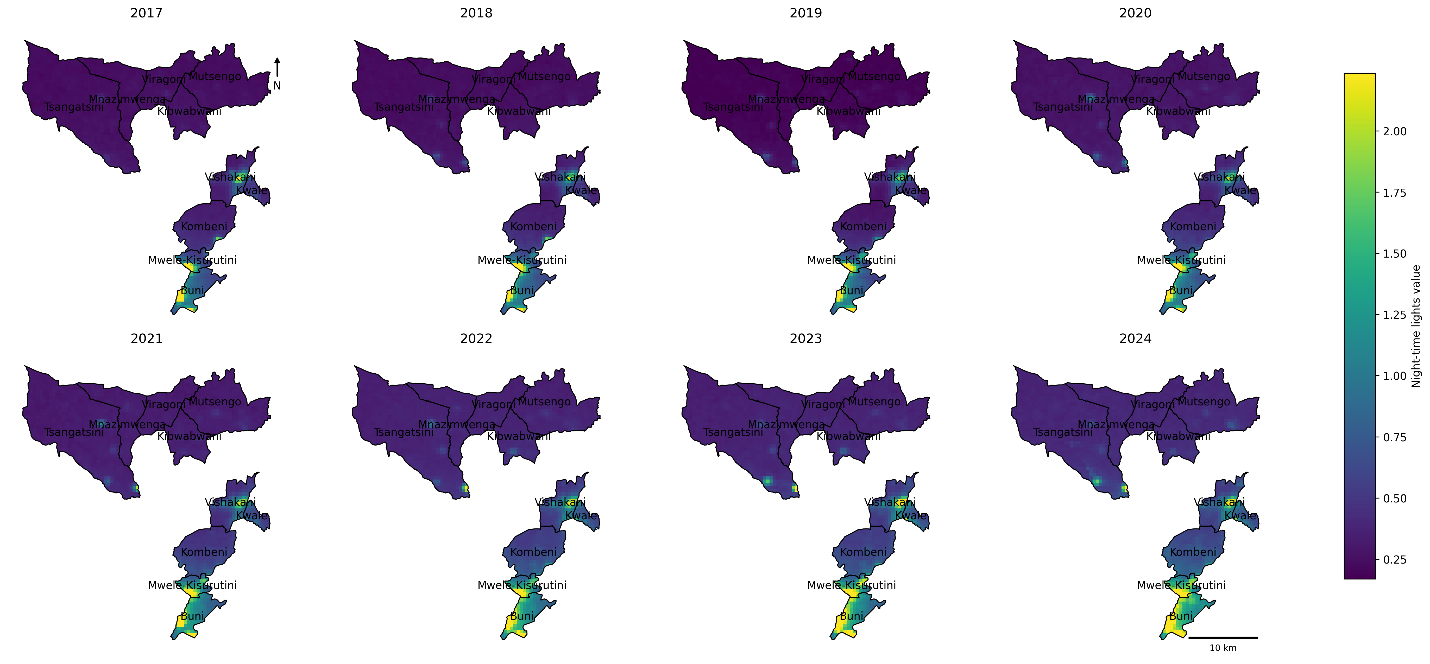 2017
2018
2019
2020
Viragoni
Mutsengo
N
Mnazimwenga
Tsangatsini
Kibwabwani
Vishakani
Kwale
Kombeni
Mwele-Kisurutini
Buni
Viragoni
Mutsengo
Mnazimwenga
Tsangatsini
Kibwabwani
Vishakani
Kwale
Kombeni
Mwele-Kisurutini
Buni
Viragoni
Mutsengo
Mnazimwenga
Tsangatsini
Kibwabwani
Vishakani
Kwale
Kombeni
Mwele-Kisurutini
Buni
Viragoni
Mutsengo
Mnazimwenga
Tsangatsini
Kibwabwani
Vishakani
Kwale
Kombeni
Mwele-Kisurutini
Buni
2021
2022
2023
2024
Viragoni
Mutsengo
Mnazimwenga
Tsangatsini
Kibwabwani
Vishakani
Kwale
Kombeni
Mwele-Kisurutini
Buni
Viragoni
Mutsengo
Mnazimwenga
Tsangatsini
Kibwabwani
Vishakani
Kwale
Kombeni
Mwele-Kisurutini
Buni
Viragoni
Mutsengo
Mnazimwenga
Tsangatsini
Kibwabwani
Vishakani
Kwale
Kombeni
Mwele-Kisurutini
Buni
Viragoni
Mutsengo
Mnazimwenga
Tsangatsini
Kibwabwani
Vishakani
Kwale
Kombeni
Mwele-Kisurutini
Buni
10 km
2.00
1.75
1.50
1.25
1.00
0.75
0.50
0.25
Night-time lights value